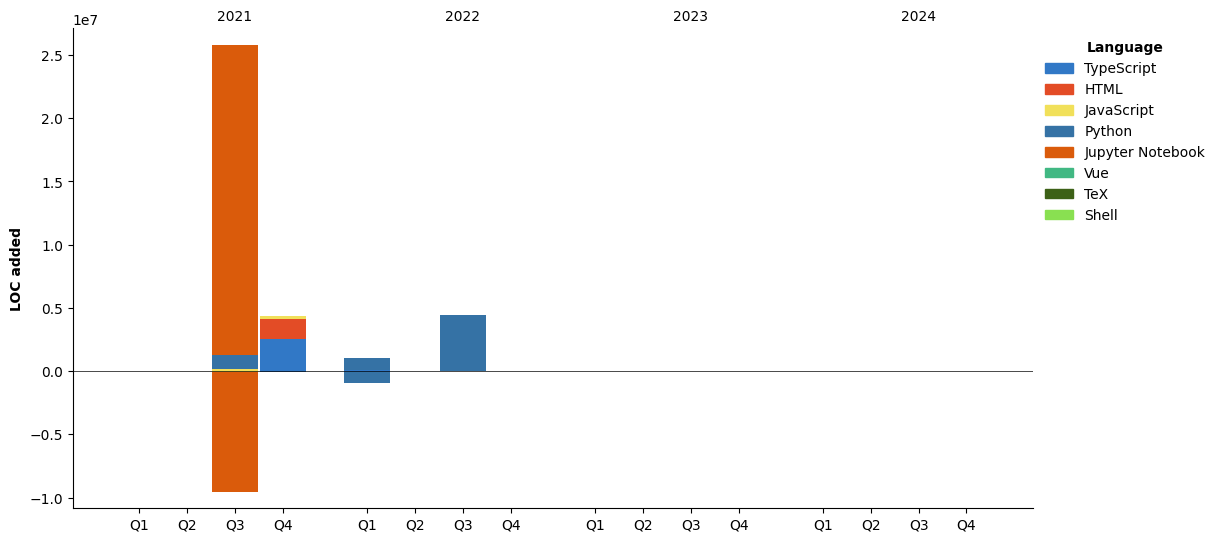 2021 2022 2023 2024
1e7
Language
TypeScript
HTML
JavaScript
Python
Jupyter Notebook
Vue
TeX
Shell
LOC added
2.5
2.0
1.5
1.0
0.5
0.0
−0.5
−1.0
Q1 Q2 Q3 Q4 Q1 Q2 Q3 Q4 Q1 Q2 Q3 Q4 Q1 Q2 Q3 Q4